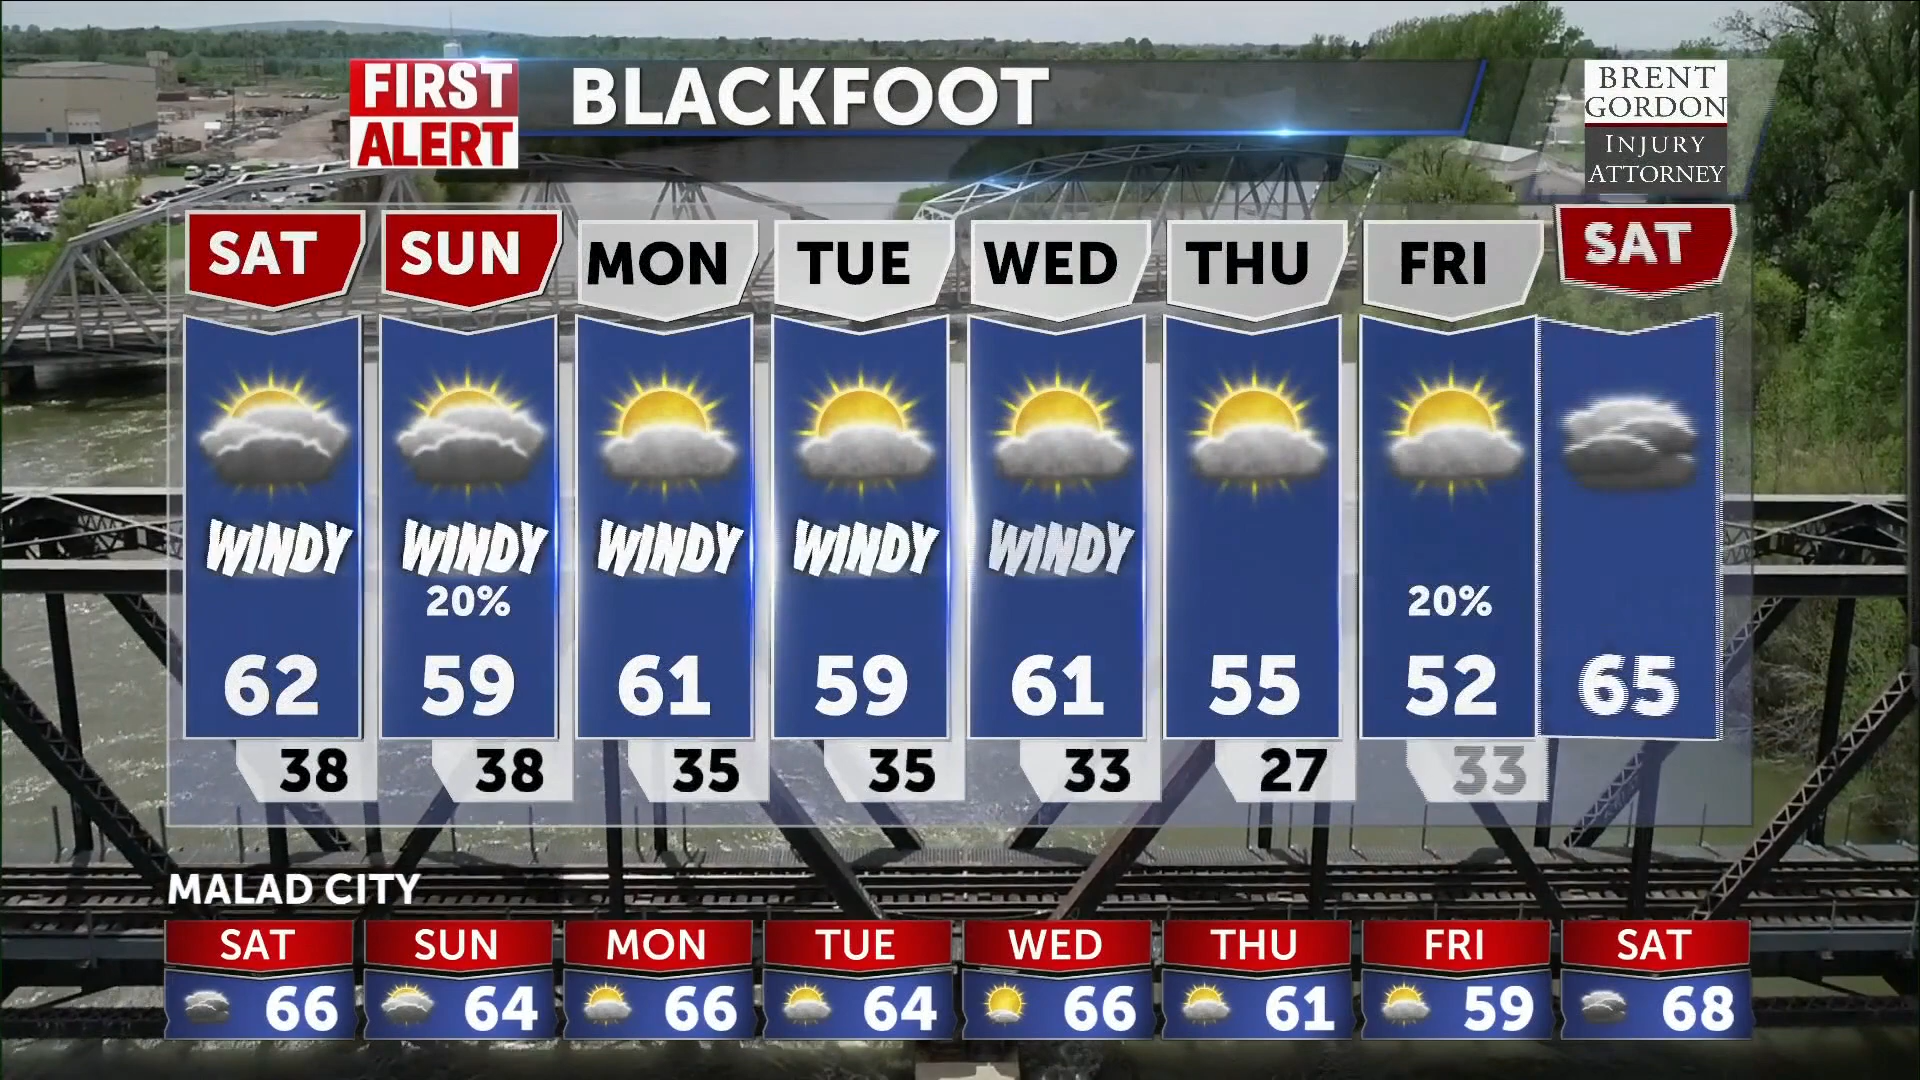 FIRST
ALERT
BLACKFOOT
BRENT
GORDON
INJURY
ATTORNEY
SAT SUN MON TUE WED THU FRI SAT
WINDY WINDY WINDY WINDY WINDY
20% 20%
62 59 61 59 61 55 52 65
38 38 35 35 33 27 33
MALAD CITY
SAT SUN MON TUE WED THU FRI SAT
66 64 66 64 66 61 59 68